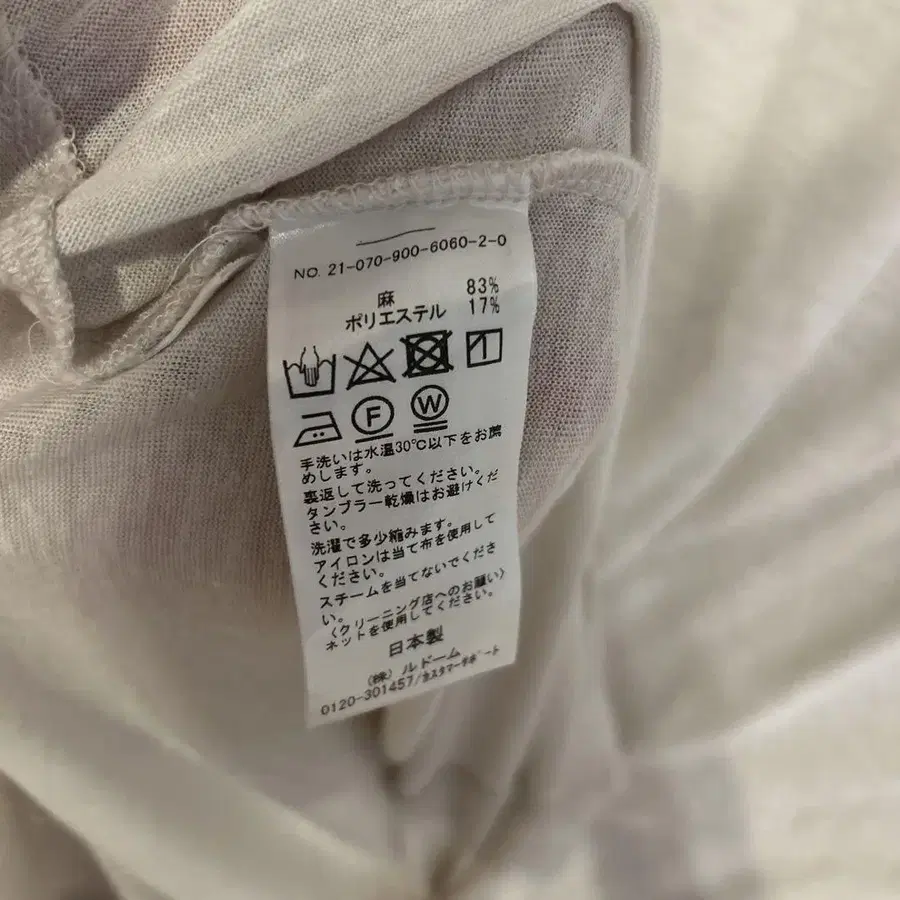 NO. 21-070-900-6060-2-0
麻 83%
ポリエステル 17%
F W
手洗いは水温30℃以下をお薦
めします。
裏返して洗ってください。
タンブラー乾燥はお避けくだ
さい。
洗濯で多少縮みます。
アイロンは当て布を使用して
ください。
スチームを当てないでくださ
い。
〈クリーニング店へのお願い〉
ネットを使用してください。
日本製
(株)ルドーム
0120-301457/カスタマーサポート